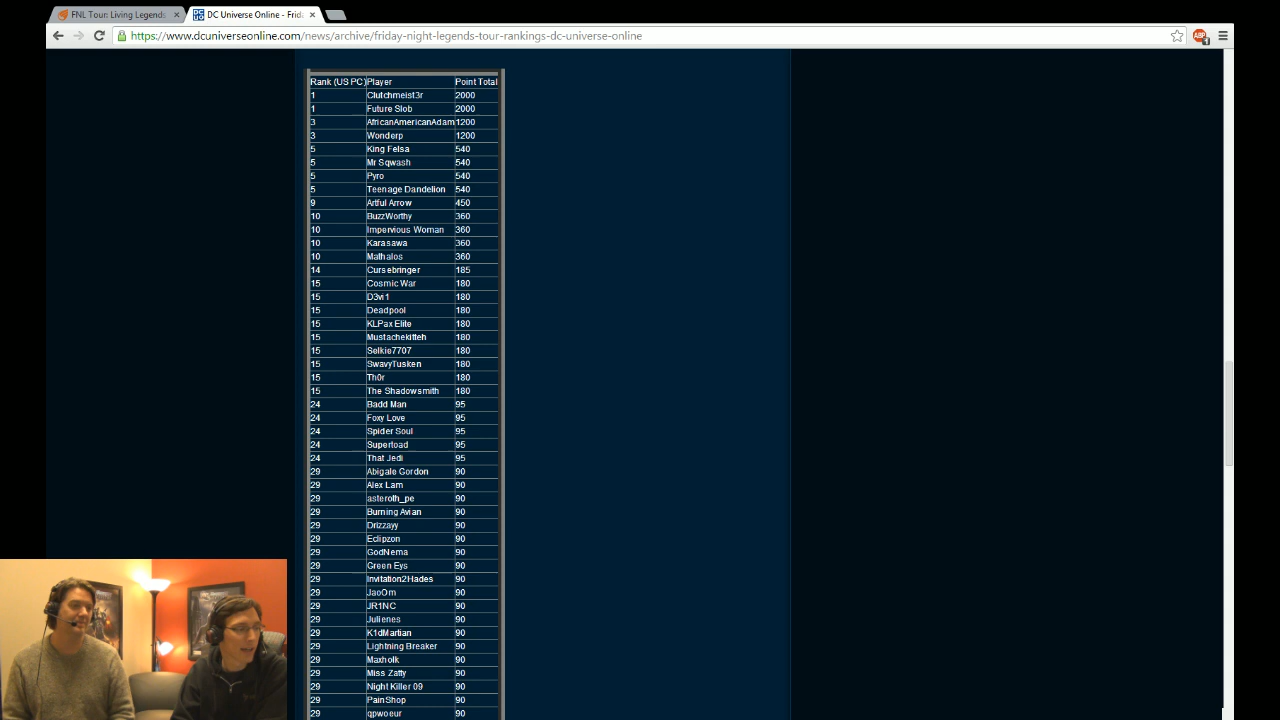 FNL Tour: Living Legends
DC Universe Online - Frida
ABP
1
https://www.dcuniverseonline.com/news/archive/friday-night-legends-tour-rankings-dc-universe-online
Rank (US PC) Player Point Total
1 Clutchmeist3r 2000
1 Future Slob 2000
3 AfricanAmericanAdam 1200
3 Wonderp 1200
5 King Felsa 540
5 Mr Sqwash 540
5 Pyro 540
5 Teenage Dandelion 540
9 Artful Arrow 450
10 BuzzWorthy 360
10 Impervious Woman 360
10 Karasawa 360
10 Malhalos 360
14 Cursebringer 185
15 Cosmic War 180
15 D3vi1 180
15 Deadpool 180
15 KLPax Elite 180
15 Mustachekitteh 180
15 Selkie7707 180
15 SwavyTusken 180
15 Th0r 180
15 The Shadowsmith 180
24 Badd Man 95
24 Foxy Love 95
24 Spider Soul 95
24 Supertoad 95
24 That Jedi 95
29 Abigale Gordon 90
29 Alex Lam 90
29 asteroth_pe 90
29 Burning Avian 90
29 Drizzayy 90
29 Eclipzon 90
29 GodNema 90
29 Green Eys 90
29 Invitation2Hades 90
29 JaoOm 90
29 JR1NC 90
29 Julienes 90
29 K1dMartian 90
29 Lightning Breaker 90
29 Maxholk 90
29 Miss Zatty 90
29 Night Killer 09 90
29 PainShop 90
29 qpwoeur 90